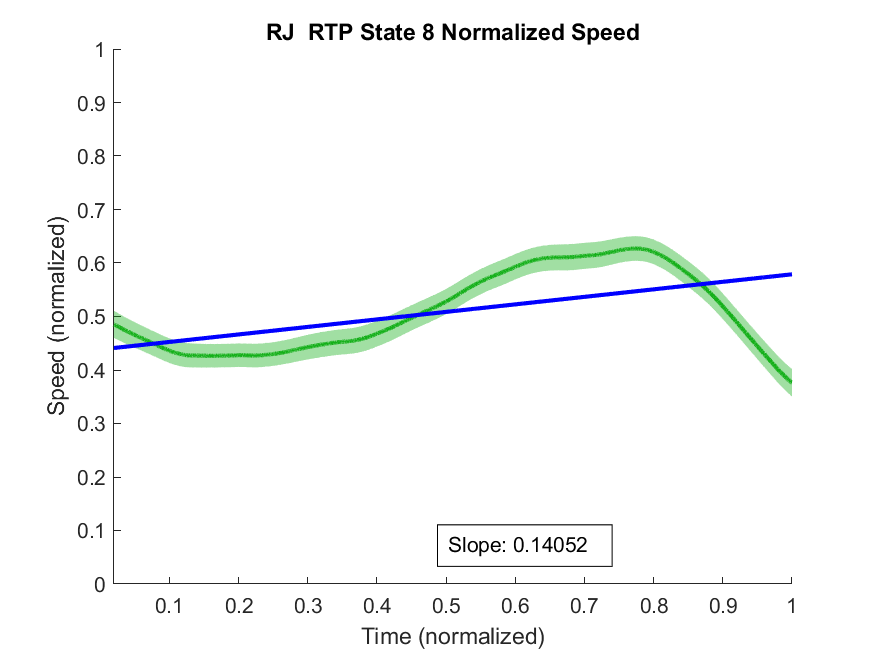 RJ  RTP State 8 Normalized Speed
1
0.9
0.8
0.7
0.6
0.5
0.4
0.3
0.2
0.1
0
Speed (normalized)
Slope: 0.14052
0.1 0.2 0.3 0.4 0.5 0.6 0.7 0.8 0.9 1
Time (normalized)